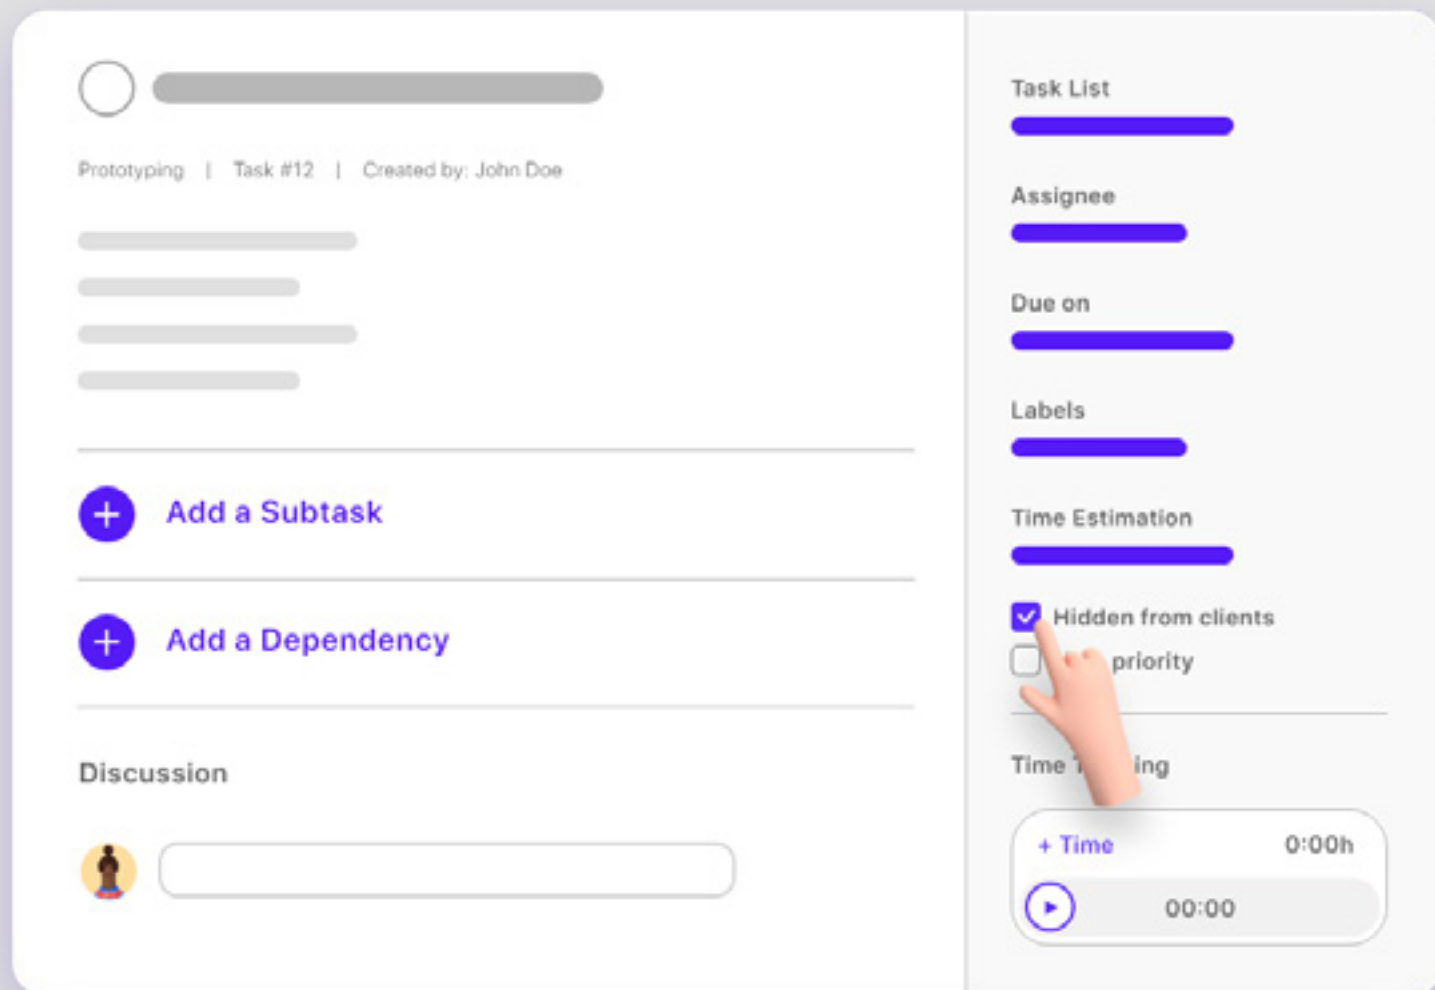 Prototyping | Task #12 | Created by: John Doe
Add a Subtask
Add a Dependency
Discussion
Task List
Assignee
Due on
Labels
Time Estimation
Hidden from clients
priority
Time
+ Time 0:00h
00:00